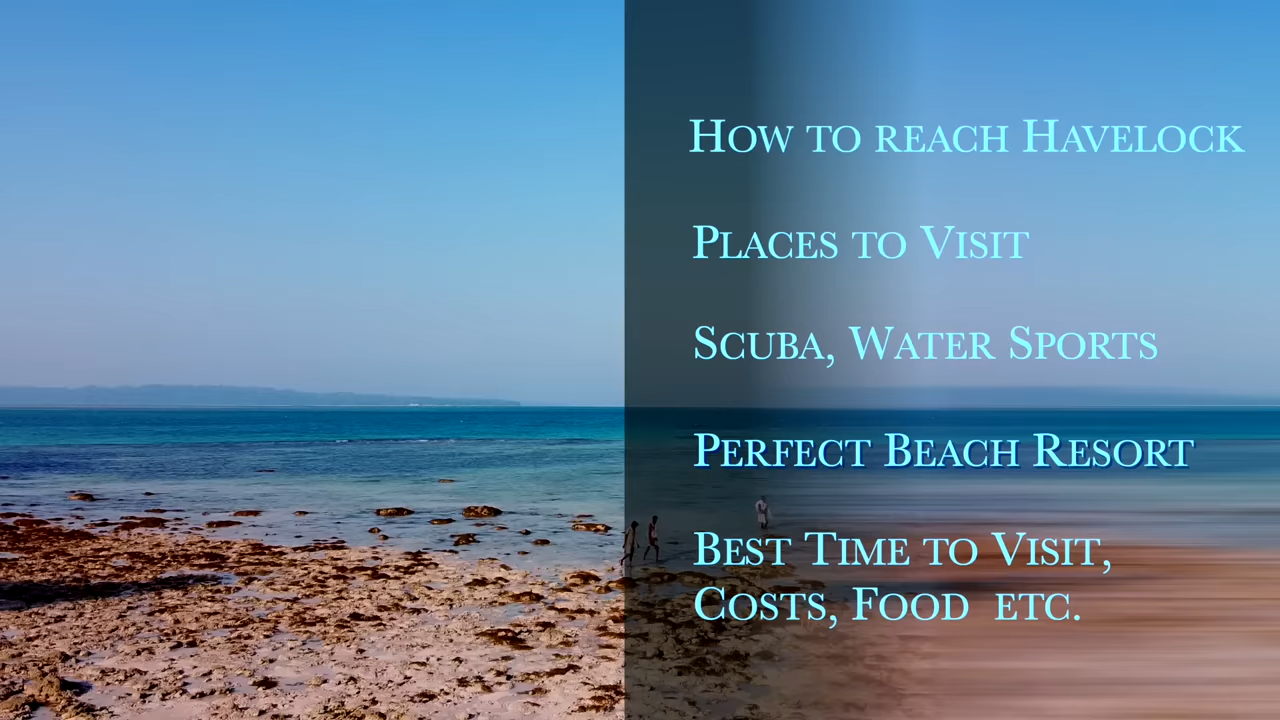 How to reach Havelock
Places to Visit
Scuba, Water Sports
Perfect Beach Resort
Best Time to Visit,
Costs, Food etc.